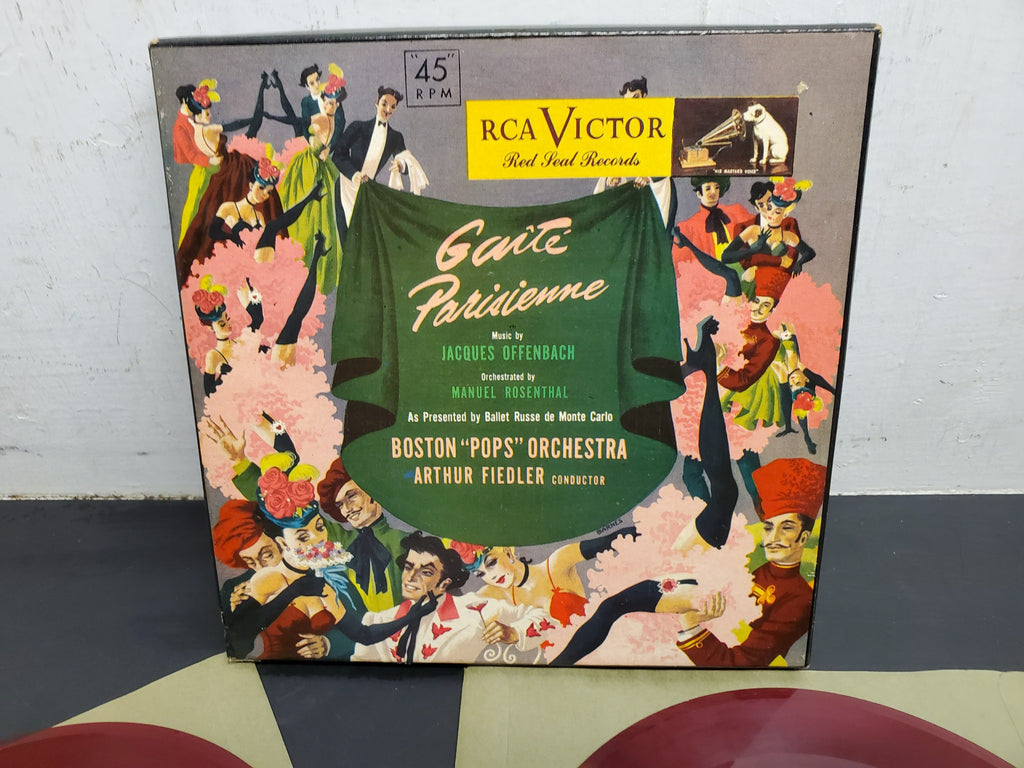 "45"
RPM
RCA VICTOR
Red Seal Records
"HIS MASTER'S VOICE"
Gaîté
Parisienne
Music by
JACQUES OFFENBACH
Orchestrated by
MANUEL ROSENTHAL
As Presented by Ballet Russe de Monte Carlo
BOSTON "POPS" ORCHESTRA
ARTHUR FIEDLER CONDUCTOR
BARNES